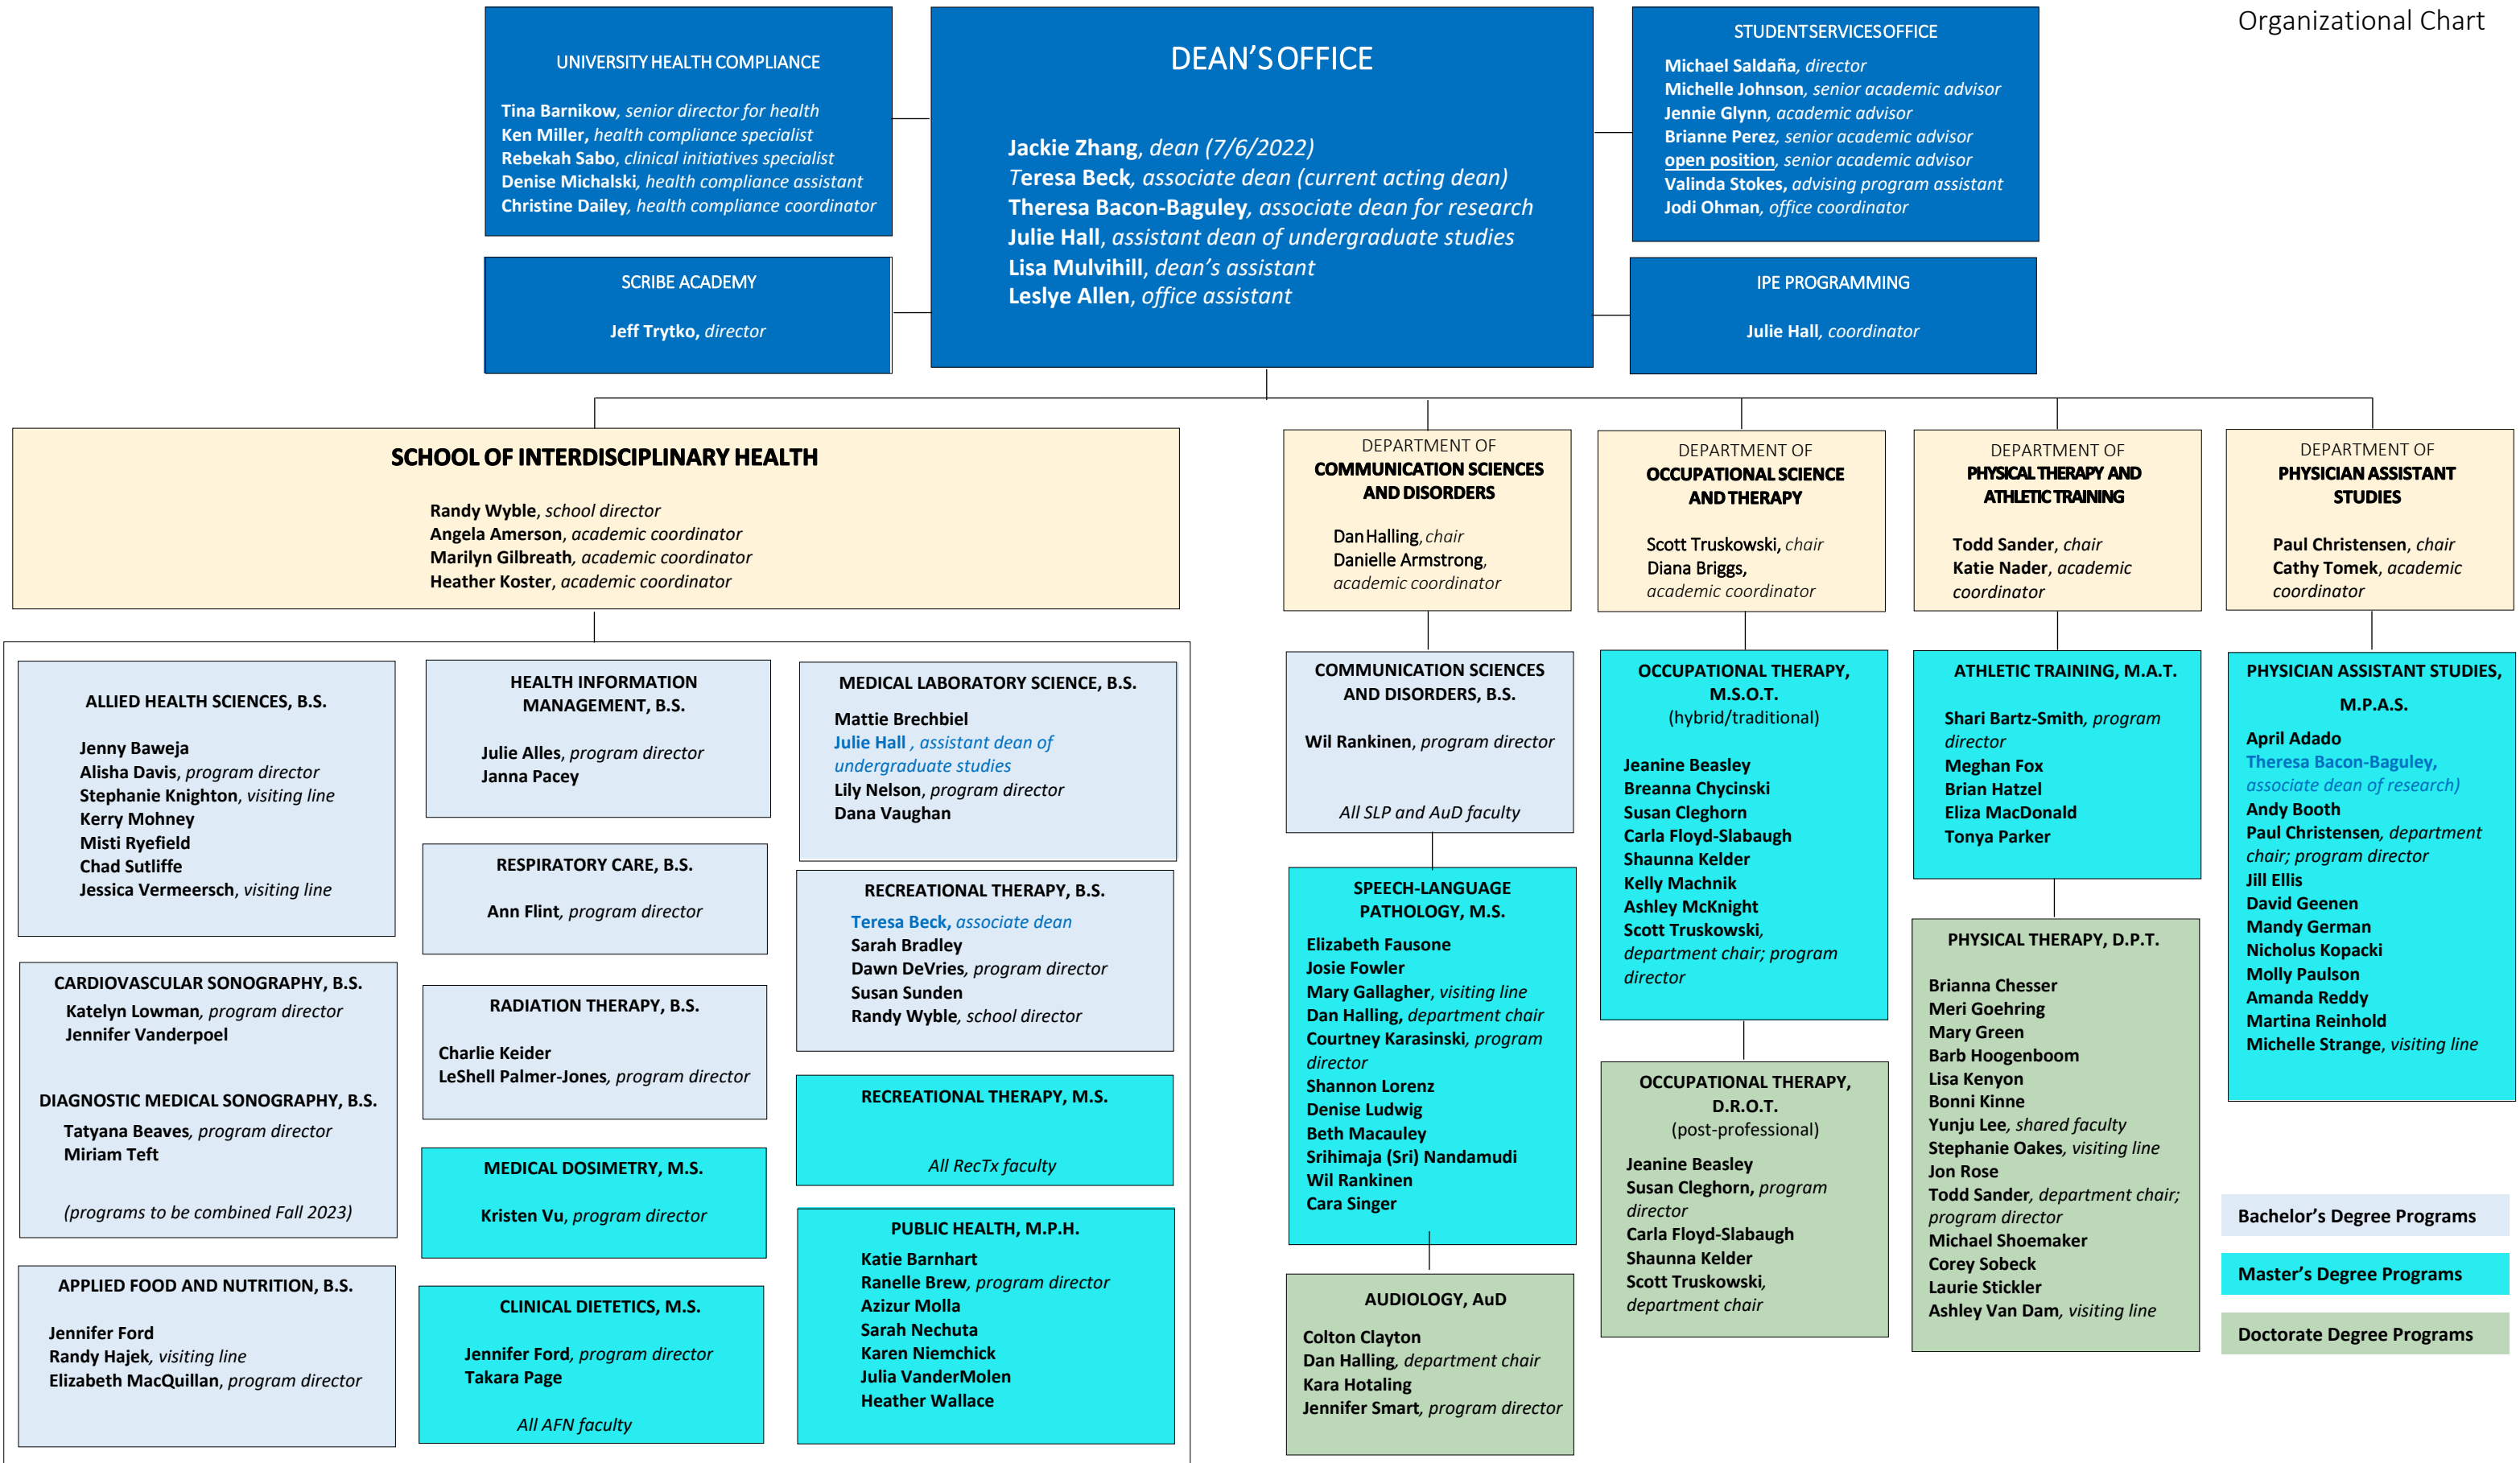 Organizational Chart
UNIVERSITY HEALTH COMPLIANCE
Tina Barnikow, senior director for health
Ken Miller, health compliance specialist
Rebekah Sabo, clinical initiatives specialist
Denise Michalski, health compliance assistant
Christine Dailey, health compliance coordinator
SCRIBE ACADEMY
Jeff Trytko, director
DEAN'S OFFICE
Jackie Zhang, dean (7/6/2022)
Teresa Beck, associate dean (current acting dean)
Theresa Bacon-Baguley, associate dean for research
Julie Hall, assistant dean of undergraduate studies
Lisa Mulvihill, dean's assistant
Leslye Allen, office assistant
STUDENT SERVICES OFFICE
Michael Saldaña, director
Michelle Johnson, senior academic advisor
Jennie Glynn, academic advisor
Brianne Perez, senior academic advisor
open position, senior academic advisor
Valinda Stokes, advising program assistant
Jodi Ohman, office coordinator
IPE PROGRAMMING
Julie Hall, coordinator
SCHOOL OF INTERDISCIPLINARY HEALTH
Randy Wyble, school director
Angela Amerson, academic coordinator
Marilyn Gilbreath, academic coordinator
Heather Koster, academic coordinator
DEPARTMENT OF
COMMUNICATION SCIENCES
AND DISORDERS
Dan Halling, chair
Danielle Armstrong,
academic coordinator
DEPARTMENT OF
OCCUPATIONAL SCIENCE
AND THERAPY
Scott Truskowski, chair
Diana Briggs,
academic coordinator
DEPARTMENT OF
PHYSICAL THERAPY AND
ATHLETIC TRAINING
Todd Sander, chair
Katie Nader, academic
coordinator
DEPARTMENT OF
PHYSICIAN ASSISTANT
STUDIES
Paul Christensen, chair
Cathy Tomek, academic
coordinator
ALLIED HEALTH SCIENCES, B.S.
Jenny Baweja
Alisha Davis, program director
Stephanie Knighton, visiting line
Kerry Mohney
Misti Ryefield
Chad Sutliffe
Jessica Vermeersch, visiting line
CARDIOVASCULAR SONOGRAPHY, B.S.
Katelyn Lowman, program director
Jennifer Vanderpoel
DIAGNOSTIC MEDICAL SONOGRAPHY, B.S.
Tatyana Beaves, program director
Miriam Teft
(programs to be combined Fall 2023)
APPLIED FOOD AND NUTRITION, B.S.
Jennifer Ford
Randy Hajek, visiting line
Elizabeth MacQuillan, program director
HEALTH INFORMATION
MANAGEMENT, B.S.
Julie Alles, program director
Janna Pacey
RESPIRATORY CARE, B.S.
Ann Flint, program director
RADIATION THERAPY, B.S.
Charlie Keider
LeShell Palmer-Jones, program director
MEDICAL DOSIMETRY, M.S.
Kristen Vu, program director
CLINICAL DIETETICS, M.S.
Jennifer Ford, program director
Takara Page
All AFN faculty
MEDICAL LABORATORY SCIENCE, B.S.
Mattie Brechbiel
Julie Hall , assistant dean of
undergraduate studies
Lily Nelson, program director
Dana Vaughan
RECREATIONAL THERAPY, B.S.
Teresa Beck, associate dean
Sarah Bradley
Dawn DeVries, program director
Susan Sunden
Randy Wyble, school director
RECREATIONAL THERAPY, M.S.
All RecTx faculty
PUBLIC HEALTH, M.P.H.
Katie Barnhart
Ranelle Brew, program director
Azizur Molla
Sarah Nechuta
Karen Niemchick
Julia VanderMolen
Heather Wallace
COMMUNICATION SCIENCES
AND DISORDERS, B.S.
Wil Rankinen, program director
All SLP and AuD faculty
SPEECH-LANGUAGE
PATHOLOGY, M.S.
Elizabeth Fausone
Josie Fowler
Mary Gallagher, visiting line
Dan Halling, department chair
Courtney Karasinski, program
director
Shannon Lorenz
Denise Ludwig
Beth Macauley
Srihimaja (Sri) Nandamudi
Wil Rankinen
Cara Singer
AUDIOLOGY, AuD
Colton Clayton
Dan Halling, department chair
Kara Hotaling
Jennifer Smart, program director
OCCUPATIONAL THERAPY,
M.S.O.T.
(hybrid/traditional)
Jeanine Beasley
Breanna Chycinski
Susan Cleghorn
Carla Floyd-Slabaugh
Shaunna Kelder
Kelly Machnik
Ashley McKnight
Scott Truskowski,
department chair; program
director
OCCUPATIONAL THERAPY,
D.R.O.T.
(post-professional)
Jeanine Beasley
Susan Cleghorn, program
director
Carla Floyd-Slabaugh
Shaunna Kelder
Scott Truskowski,
department chair
ATHLETIC TRAINING, M.A.T.
Shari Bartz-Smith, program
director
Meghan Fox
Brian Hatzel
Eliza MacDonald
Tonya Parker
PHYSICAL THERAPY, D.P.T.
Brianna Chesser
Meri Goehring
Mary Green
Barb Hoogenboom
Lisa Kenyon
Bonni Kinne
Yunju Lee, shared faculty
Stephanie Oakes, visiting line
Jon Rose
Todd Sander, department chair;
program director
Michael Shoemaker
Corey Sobeck
Laurie Stickler
Ashley Van Dam, visiting line
PHYSICIAN ASSISTANT STUDIES,
M.P.A.S.
April Adado
Theresa Bacon-Baguley,
associate dean of research)
Andy Booth
Paul Christensen, department
chair; program director
Jill Ellis
David Geenen
Mandy German
Nicholus Kopacki
Molly Paulson
Amanda Reddy
Martina Reinhold
Michelle Strange, visiting line
Bachelor's Degree Programs
Master's Degree Programs
Doctorate Degree Programs